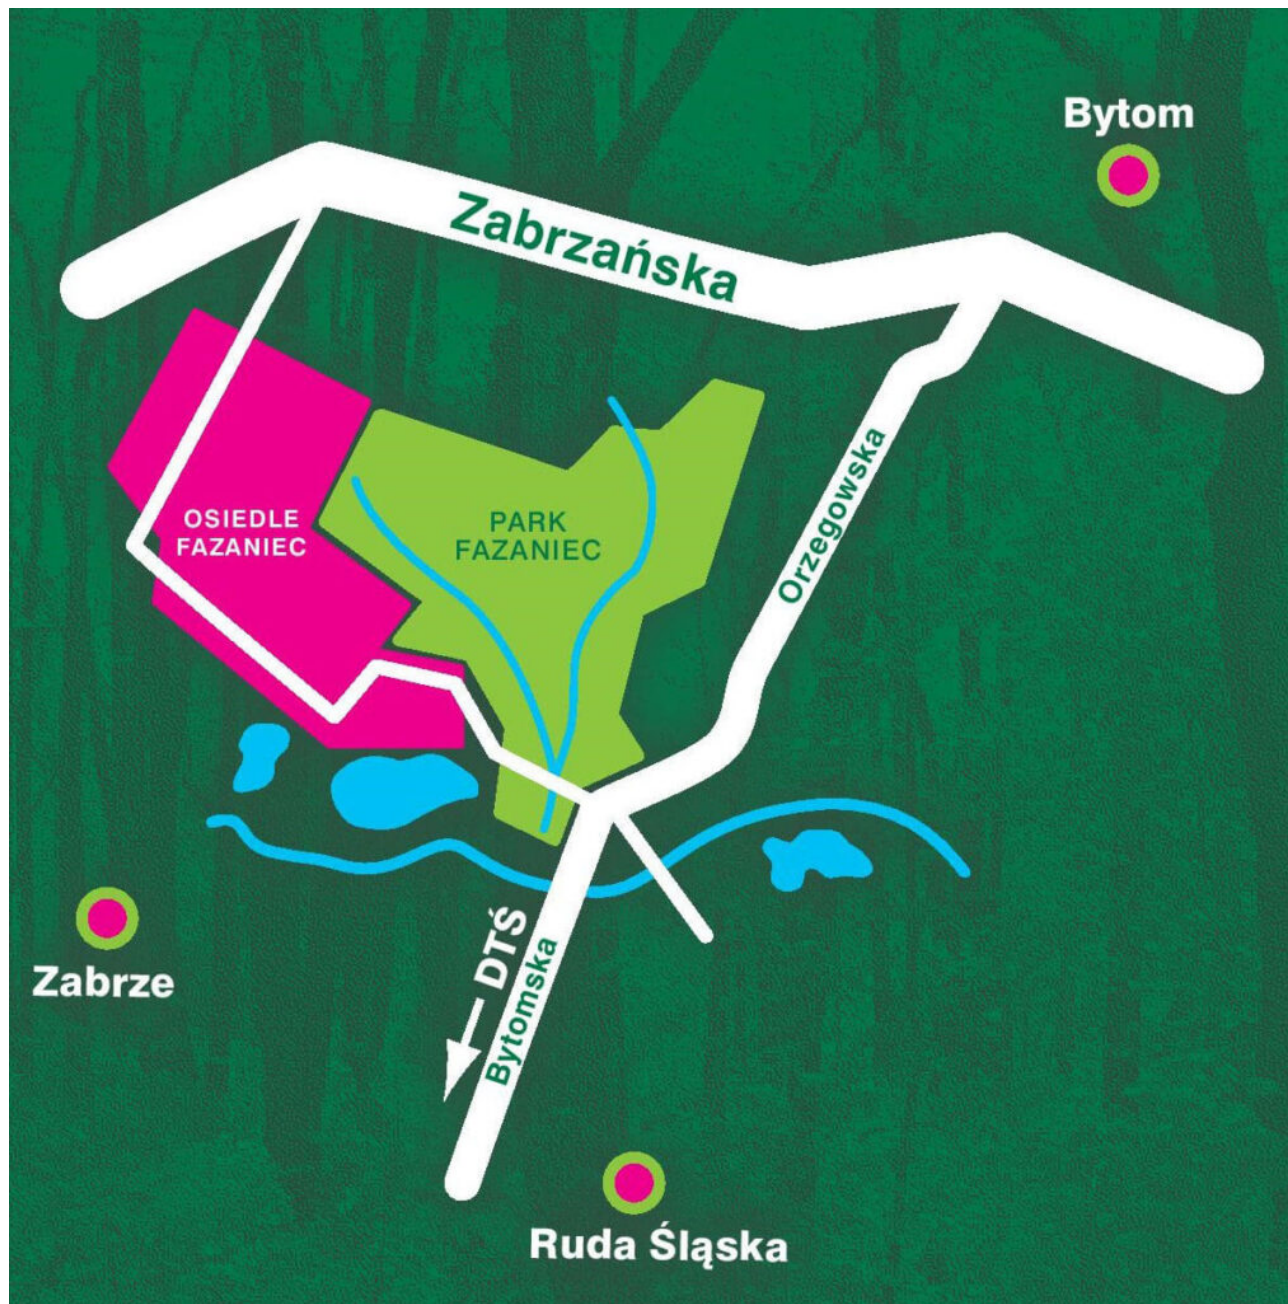 Bytom
Zabrzańska
Orzegowska
OSIEDLE
FAZANIEC
PARK
FAZANIEC
DTŚ
Bytomska
Zabrze
Ruda Śląska